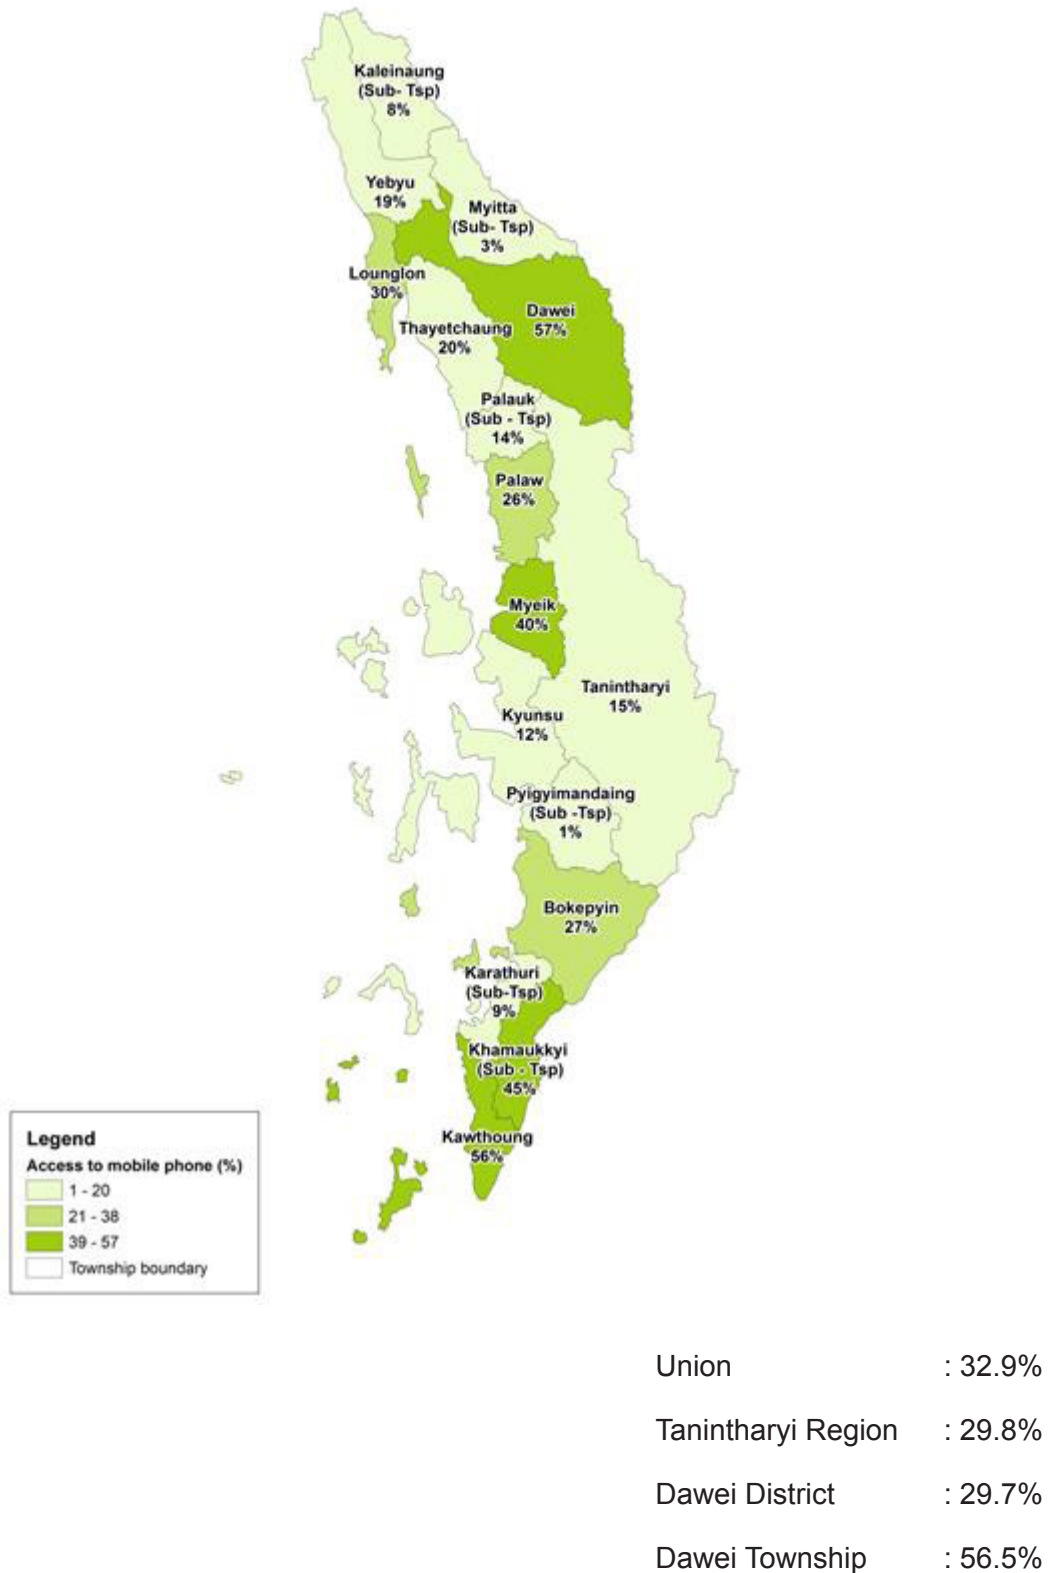 Kaleinaung
(Sub- Tsp)
8%
Yebyu
19%
Myitta
(Sub- Tsp)
3%
Lounglon
30%
Dawei
57%
Thayetchaung
20%
Palauk
(Sub - Tsp)
14%
Palaw
26%
Myeik
40%
Tanintharyi
15%
Kyunsu
12%
Pyigyimandaing
(Sub -Tsp)
1%
Bokepyin
27%
Karathuri
(Sub-Tsp)
9%
Khamaukkyi
(Sub - Tsp)
45%
Kawthoung
56%
Legend
Access to mobile phone (%)
1 - 20
21 - 38
39 - 57
Township boundary
Union : 32.9%
Tanintharyi Region : 29.8%
Dawei District : 29.7%
Dawei Township : 56.5%